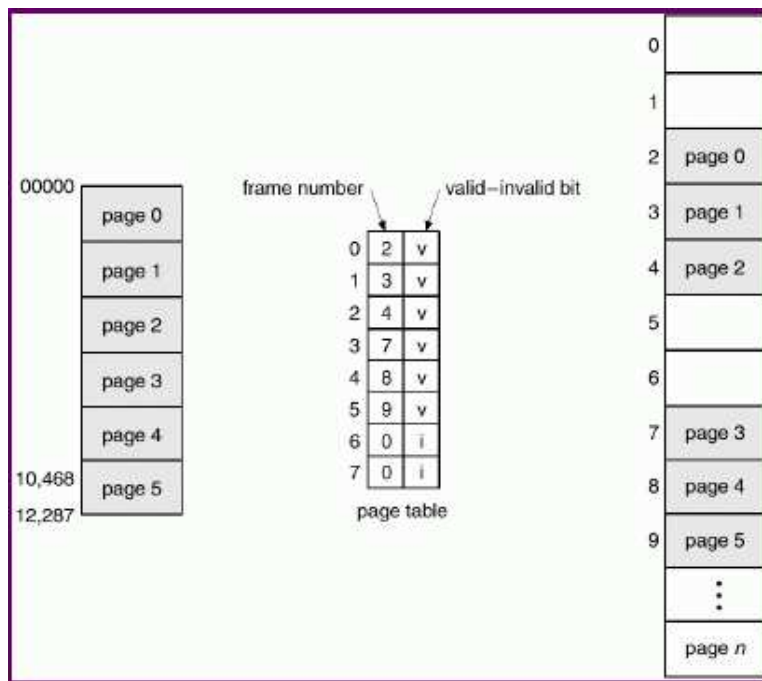 00000
page 0
page 1
page 2
page 3
page 4
10,468
page 5
12,287
frame number
valid–invalid bit
0 2 v
1 3 v
2 4 v
3 7 v
4 8 v
5 9 v
6 0 i
7 0 i
page table
0
1
2 page 0
3 page 1
4 page 2
5
6
7 page 3
8 page 4
9 page 5
⋮
page n